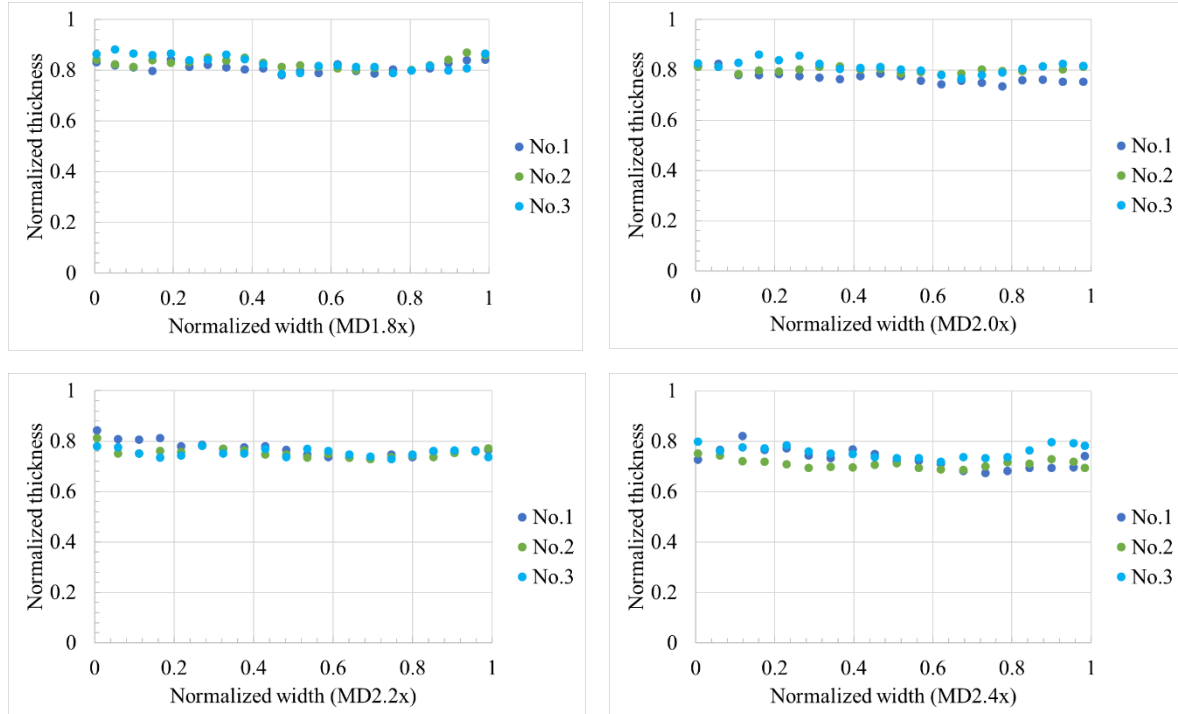 1
0.8
0.6
0.4
0.2
0
Normalized thickness
0 0.2 0.4 0.6 0.8 1
Normalized width (MD1.8x)
No.1
No.2
No.3
1
0.8
0.6
0.4
0.2
0
Normalized thickness
0 0.2 0.4 0.6 0.8 1
Normalized width (MD2.0x)
No.1
No.2
No.3
1
0.8
0.6
0.4
0.2
0
Normalized thickness
0 0.2 0.4 0.6 0.8 1
Normalized width (MD2.2x)
No.1
No.2
No.3
1
0.8
0.6
0.4
0.2
0
Normalized thickness
0 0.2 0.4 0.6 0.8 1
Normalized width (MD2.4x)
No.1
No.2
No.3